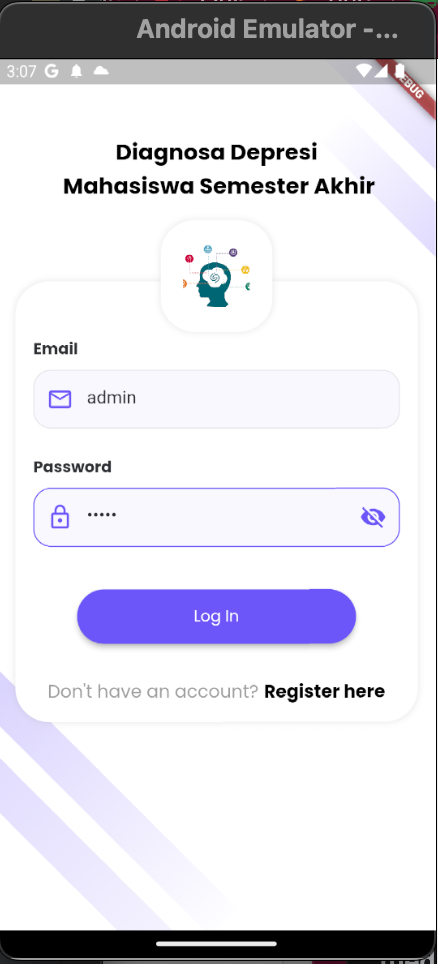 Android Emulator -...
3:07 G
Diagnosa Depresi
Mahasiswa Semester Akhir
Email
admin
Password
•••••
Log In
Don't have an account? Register here